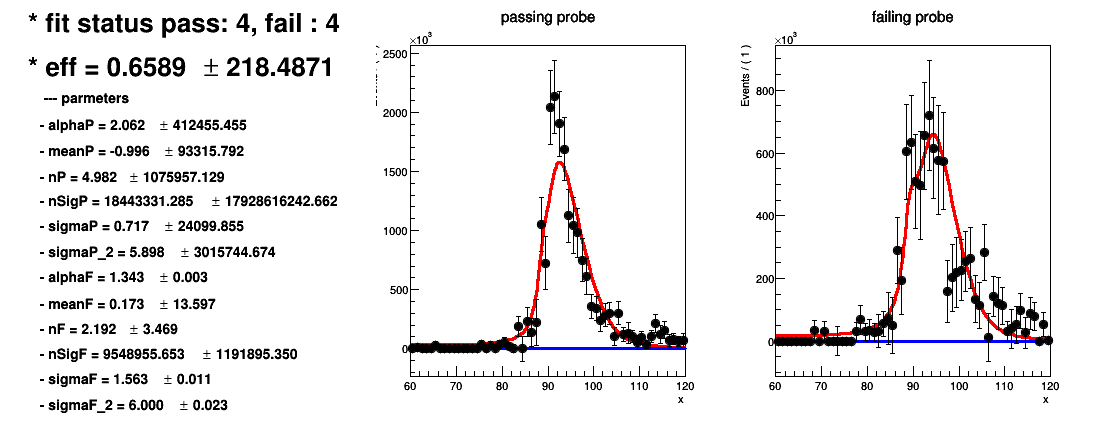 * fit status pass: 4, fail : 4
* eff = 0.6589 ± 218.4871
--- parmeters
- alphaP = 2.062 ± 412455.455
- meanP = -0.996 ± 93315.792
- nP = 4.982 ± 1075957.129
- nSigP = 18443331.285 ± 17928616242.662
- sigmaP = 0.717 ± 24099.855
- sigmaP_2 = 5.898 ± 3015744.674
- alphaF = 1.343 ± 0.003
- meanF = 0.173 ± 13.597
- nF = 2.192 ± 3.469
- nSigF = 9548955.653 ± 1191895.350
- sigmaF = 1.563 ± 0.011
- sigmaF_2 = 6.000 ± 0.023
passing probe
×10³
2500
2000
1500
1000
500
0
60 70 80 90 100 110 120
x
failing probe
Events / ( 1 )
×10³
800
600
400
200
0
60 70 80 90 100 110 120
x